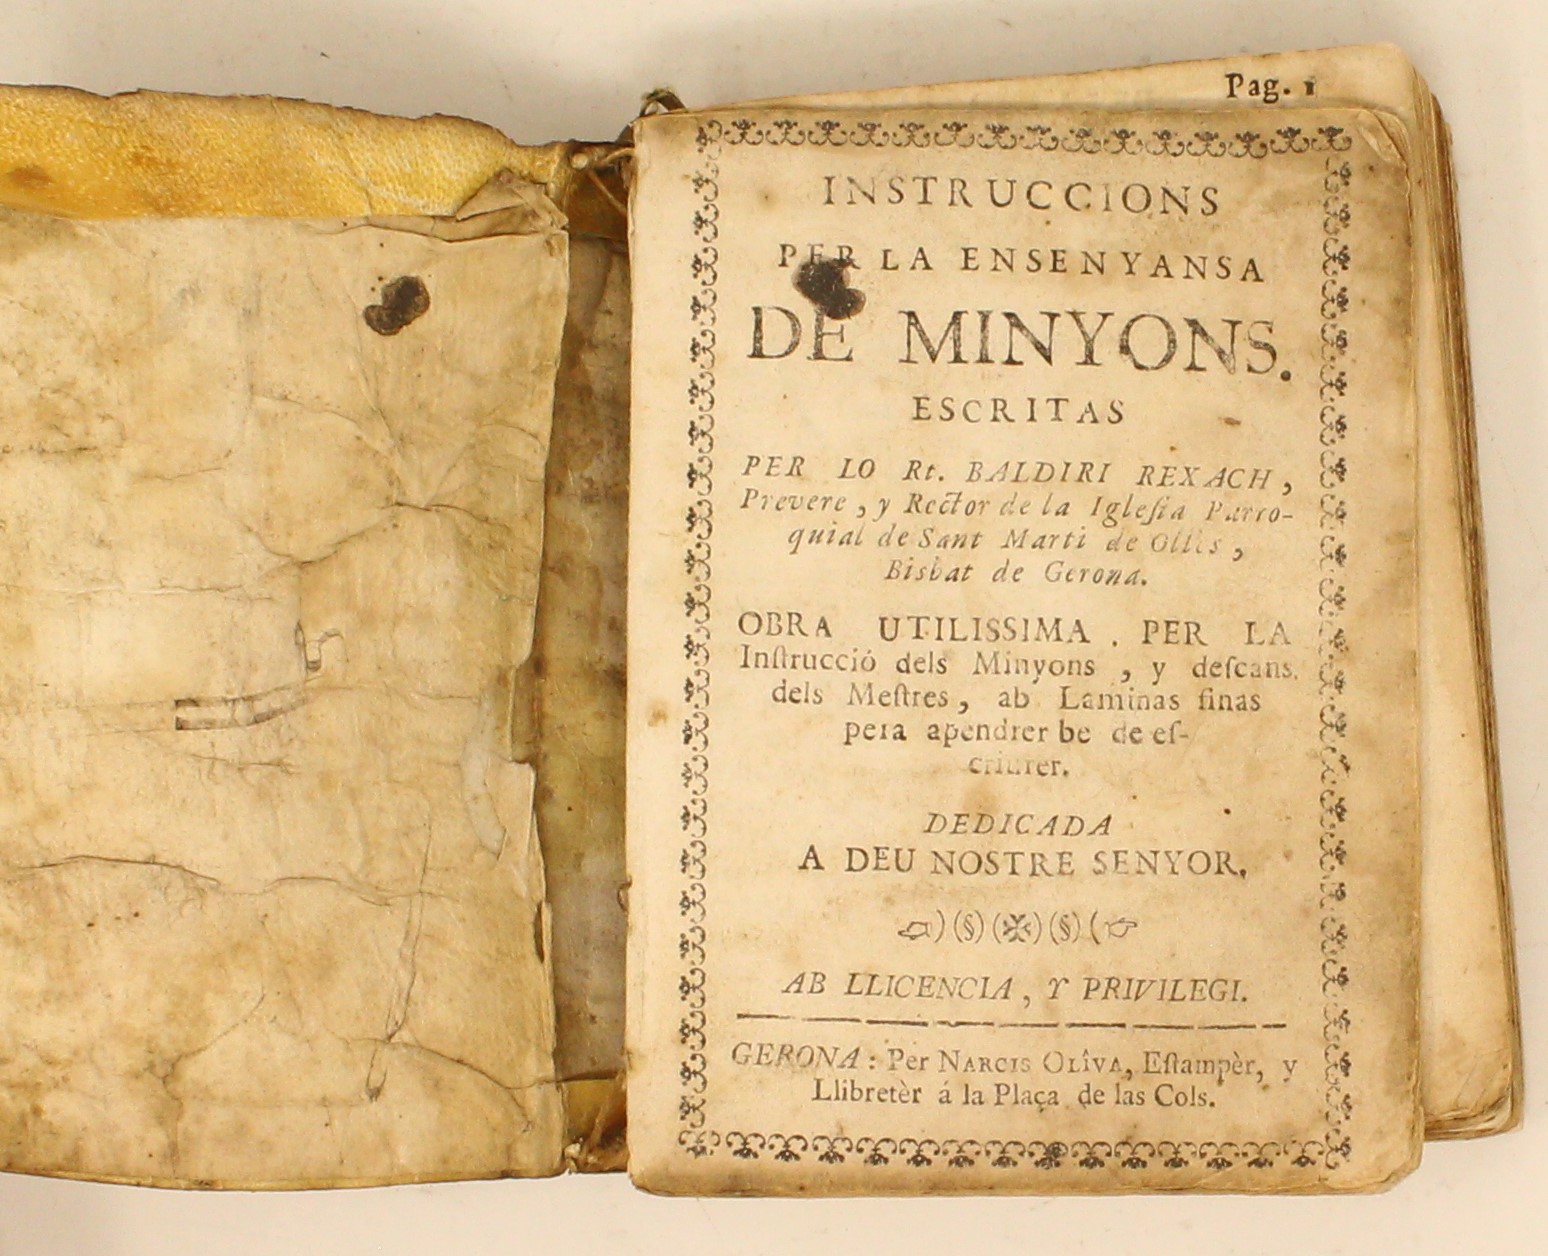 Pag. 1
INSTRUCCIONS
PER LA ENSENYANSA
DE MINYONS.
ESCRITAS
PER LO Rt. BALDIRI REXACH,
Prevere, y Rector de la Igleſia Parro-
quial de Sant Marti de Ollés,
Bisbat de Gerona.
OBRA UTILISSIMA . PER LA
Inſtrucció dels Minyons , y deſcans.
dels Meſtres, ab Laminas finas
pera apendrer be de eſ-
criurer.
DEDICADA
A DEU NOSTRE SENYOR.
)(§)(✠)(§)(
AB LLICENCIA, Y PRIVILEGI.
GERONA: Per NARCIS OLîVA, Eſtampèr, y
Llibretèr á la Plaça de las Cols.